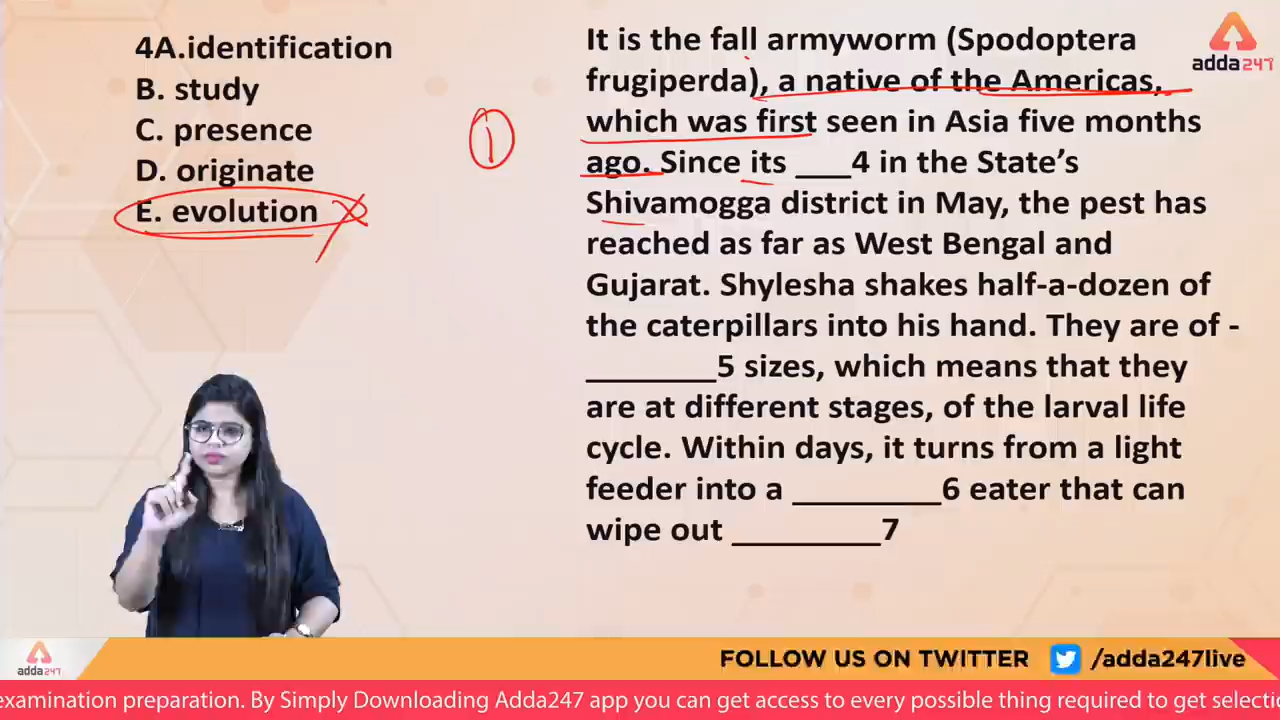 4A.identification
B. study
C. presence
D. originate
E. evolution
1
It is the fall armyworm (Spodoptera
frugiperda), a native of the Americas,
which was first seen in Asia five months
ago. Since its ___4 in the State’s
Shivamogga district in May, the pest has
reached as far as West Bengal and
Gujarat. Shylesha shakes half-a-dozen of
the caterpillars into his hand. They are of -
________5 sizes, which means that they
are at different stages, of the larval life
cycle. Within days, it turns from a light
feeder into a _________6 eater that can
wipe out _________7
adda247
adda247
FOLLOW US ON TWITTER /adda247live
examination preparation. By Simply Downloading Adda247 app you can get access to every possible thing required to get selecti